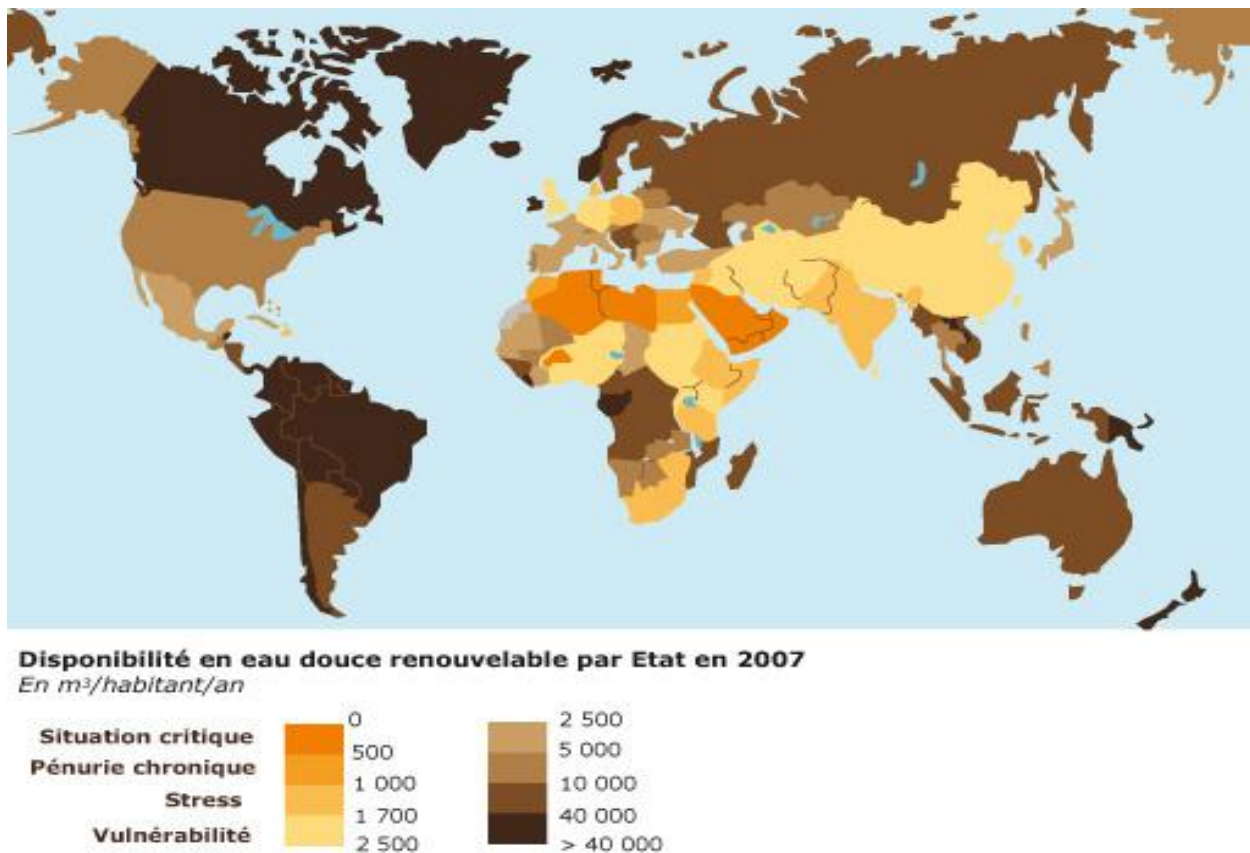 Disponibilité en eau douce renouvelable par Etat en 2007
En m³/habitant/an
Situation critique
Pénurie chronique
Stress
Vulnérabilité
0
500
1 000
1 700
2 500
2 500
5 000
10 000
40 000
> 40 000